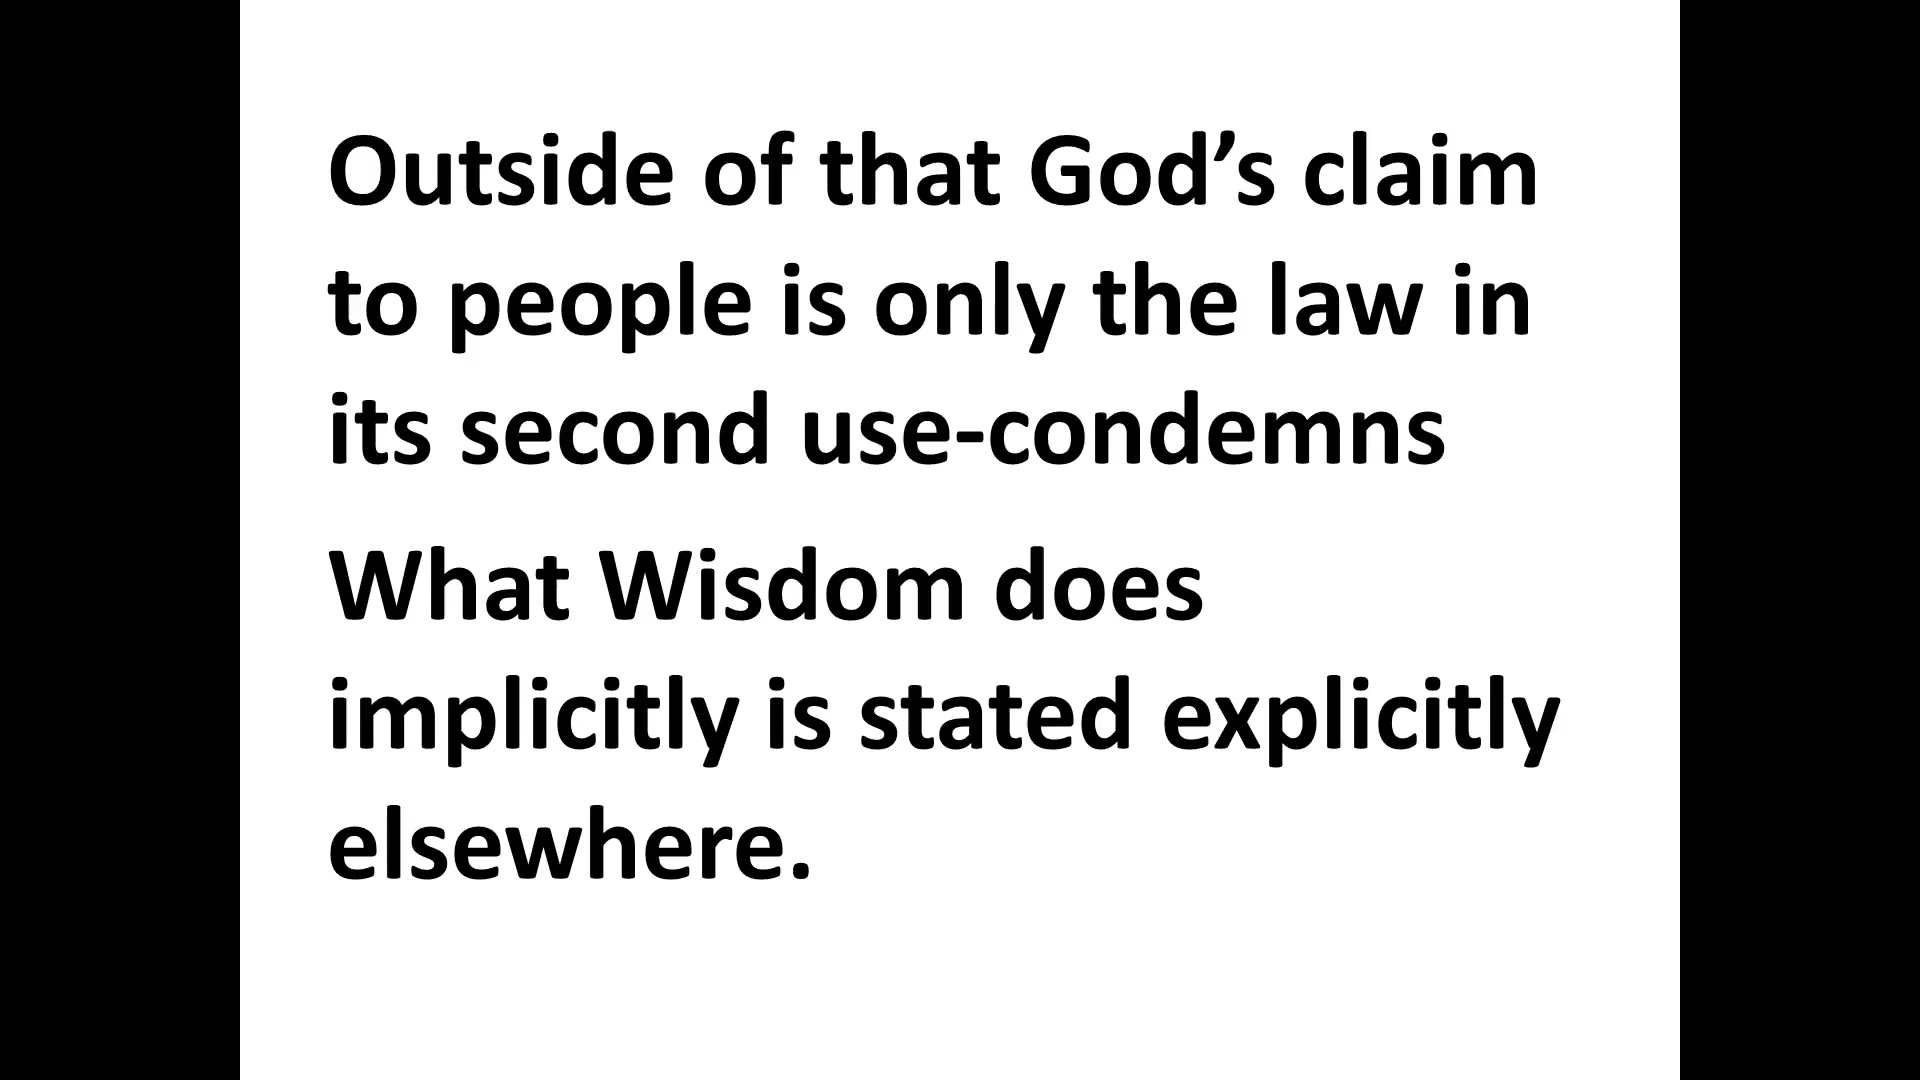 Outside of that God’s claim
to people is only the law in
its second use-condemns
What Wisdom does
implicitly is stated explicitly
elsewhere.